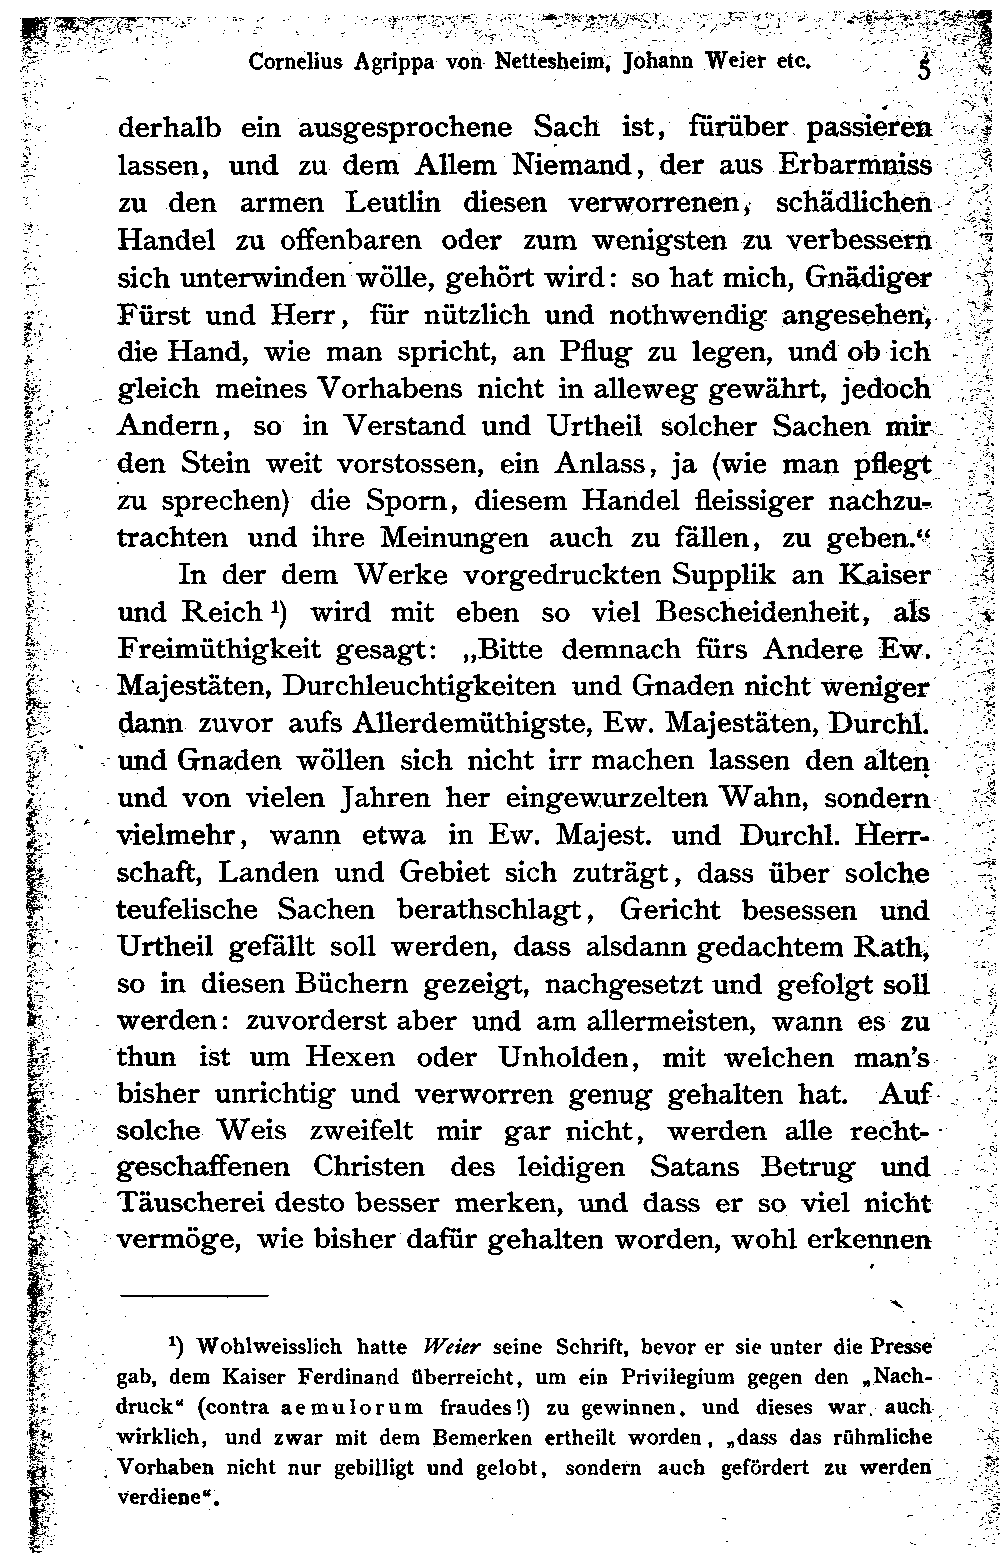 Cornelius Agrippa von Nettesheim, Johann Weier etc. 5
derhalb ein ausgesprochene Sach ist, fürüber passieren
lassen, und zu dem Allem Niemand, der aus Erbarmniss
zu den armen Leutlin diesen verworrenen, schädlichen
Handel zu offenbaren oder zum wenigsten zu verbessern
sich unterwinden wölle, gehört wird: so hat mich, Gnädiger
Fürst und Herr, für nützlich und nothwendig angesehen,
die Hand, wie man spricht, an Pflug zu legen, und ob ich
gleich meines Vorhabens nicht in alleweg gewährt, jedoch
Andern, so in Verstand und Urtheil solcher Sachen mir
den Stein weit vorstossen, ein Anlass, ja (wie man pflegt
zu sprechen) die Sporn, diesem Handel fleissiger nachzu-
trachten und ihre Meinungen auch zu fällen, zu geben.“
In der dem Werke vorgedruckten Supplik an Kaiser
und Reich ¹) wird mit eben so viel Bescheidenheit, als
Freimüthigkeit gesagt: „Bitte demnach fürs Andere Ew.
Majestäten, Durchleuchtigkeiten und Gnaden nicht weniger
dann zuvor aufs Allerdemüthigste, Ew. Majestäten, Durchl.
und Gnaden wöllen sich nicht irr machen lassen den alten
und von vielen Jahren her eingewurzelten Wahn, sondern
vielmehr, wann etwa in Ew. Majest. und Durchl. Herr-
schaft, Landen und Gebiet sich zuträgt, dass über solche
teufelische Sachen berathschlagt, Gericht besessen und
Urtheil gefällt soll werden, dass alsdann gedachtem Rath,
so in diesen Büchern gezeigt, nachgesetzt und gefolgt soll
werden: zuvorderst aber und am allermeisten, wann es zu
thun ist um Hexen oder Unholden, mit welchen man's
bisher unrichtig und verworren genug gehalten hat. Auf
solche Weis zweifelt mir gar nicht, werden alle recht-
geschaffenen Christen des leidigen Satans Betrug und
Täuscherei desto besser merken, und dass er so viel nicht
vermöge, wie bisher dafür gehalten worden, wohl erkennen
¹) Wohlweisslich hatte Weier seine Schrift, bevor er sie unter die Presse
gab, dem Kaiser Ferdinand überreicht, um ein Privilegium gegen den „Nach-
druck“ (contra aemulorum fraudes!) zu gewinnen, und dieses war auch
wirklich, und zwar mit dem Bemerken ertheilt worden, „dass das rühmliche
Vorhaben nicht nur gebilligt und gelobt, sondern auch gefördert zu werden
verdiene“.